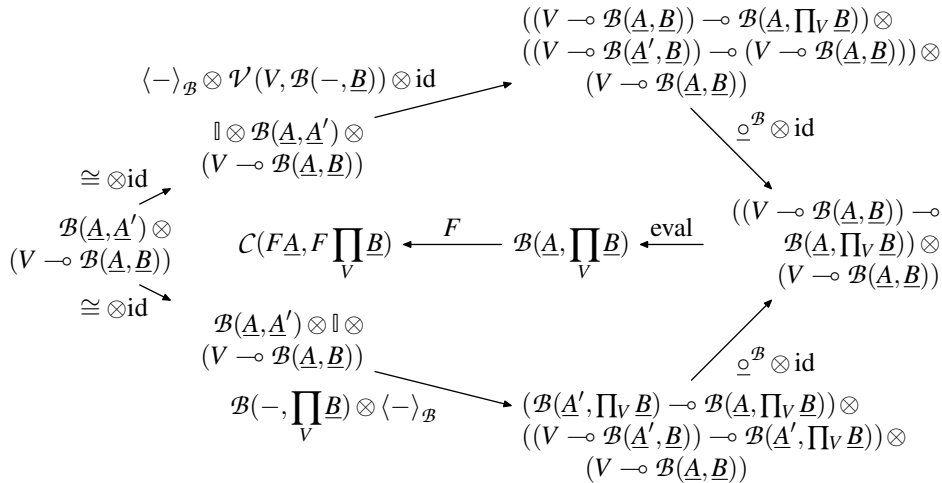 ((V ⊸ ℬ(A̲, B̲)) ⊸ ℬ(A̲, ∏_V B̲)) ⊗
((V ⊸ ℬ(A̲', B̲)) ⊸ (V ⊸ ℬ(A̲, B̲))) ⊗
(V ⊸ ℬ(A̲, B̲))
⟨−⟩_ℬ ⊗ 𝒱(V, ℬ(−, B̲)) ⊗ id
𝕀 ⊗ ℬ(A̲, A̲') ⊗
(V ⊸ ℬ(A̲, B̲))
o̲^ℬ ⊗ id
≅ ⊗id
ℬ(A̲, A̲') ⊗
(V ⊸ ℬ(A̲, B̲))
𝒞(FA̲, F ∏_V B̲)
F
ℬ(A̲, ∏_V B̲)
eval
((V ⊸ ℬ(A̲, B̲)) ⊸
ℬ(A̲, ∏_V B̲)) ⊗
(V ⊸ ℬ(A̲, B̲))
≅ ⊗id
ℬ(A̲, A̲') ⊗ 𝕀 ⊗
(V ⊸ ℬ(A̲, B̲))
o̲^ℬ ⊗ id
ℬ(−, ∏_V B̲) ⊗ ⟨−⟩_ℬ
(ℬ(A̲', ∏_V B̲) ⊸ ℬ(A̲, ∏_V B̲)) ⊗
((V ⊸ ℬ(A̲', B̲)) ⊸ ℬ(A̲', ∏_V B̲)) ⊗
(V ⊸ ℬ(A̲, B̲))